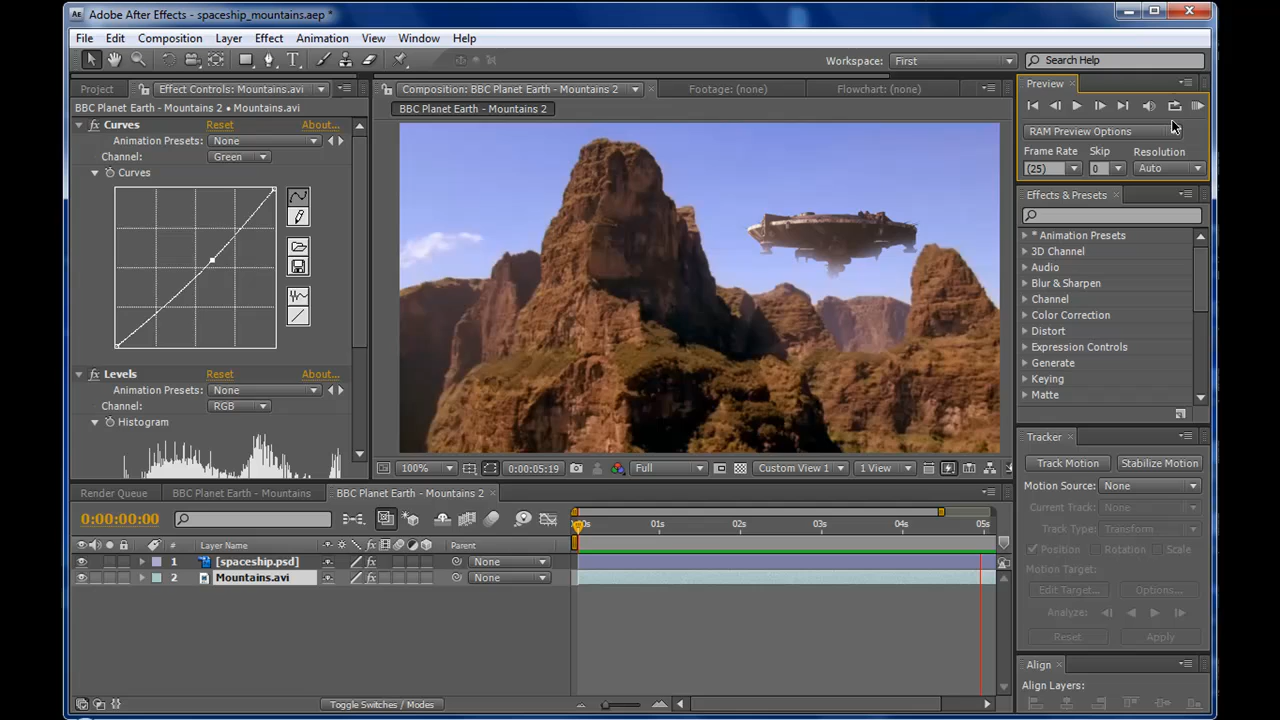 AE Adobe After Effects - spaceship_mountains.aep *
File Edit Composition Layer Effect Animation View Window Help
Workspace: First Search Help
Project Effect Controls: Mountains.avi
BBC Planet Earth - Mountains 2 • Mountains.avi
fx Curves Reset About...
Animation Presets: None
Channel: Green
Curves
fx Levels Reset About...
Animation Presets: None
Channel: RGB
Histogram
Composition: BBC Planet Earth - Mountains 2 Footage: (none) Flowchart: (none)
BBC Planet Earth - Mountains 2
100% 0:00:05:19 Full Custom View 1 1 View
Preview
RAM Preview Options
Frame Rate Skip Resolution
(25) 0 Auto
Effects & Presets
* Animation Presets
3D Channel
Audio
Blur & Sharpen
Channel
Color Correction
Distort
Expression Controls
Generate
Keying
Matte
Tracker
Track Motion Stabilize Motion
Motion Source: None
Current Track: None
Track Type: Transform
Position Rotation Scale
Motion Target:
Edit Target... Options...
Analyze:
Reset Apply
Align
Align Layers:
Render Queue BBC Planet Earth - Mountains BBC Planet Earth - Mountains 2
0:00:00:00
01s 02s 03s 04s 05s
# Layer Name fx Parent
1 [spaceship.psd] fx None
2 Mountains.avi fx None
Toggle Switches / Modes